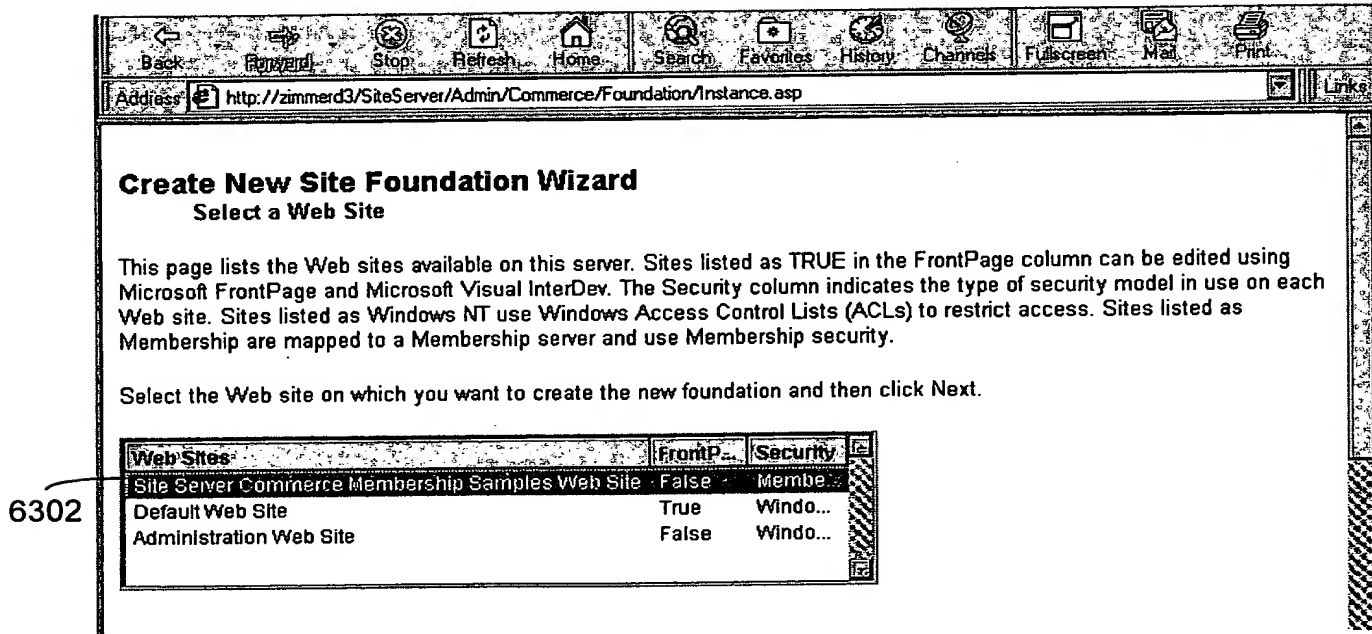 Back Forward Stop Refresh Home Search Favorites History Channels Fullscreen Mail Print
Address http://zimmerd3/SiteServer/Admin/Commerce/Foundation/Instance.asp Links
Create New Site Foundation Wizard
Select a Web Site
This page lists the Web sites available on this server. Sites listed as TRUE in the FrontPage column can be edited using
Microsoft FrontPage and Microsoft Visual InterDev. The Security column indicates the type of security model in use on each
Web site. Sites listed as Windows NT use Windows Access Control Lists (ACLs) to restrict access. Sites listed as
Membership are mapped to a Membership server and use Membership security.
Select the Web site on which you want to create the new foundation and then click Next.
Web Sites FrontP... Security
Site Server Commerce Membership Samples Web Site False Membe...
6302
Default Web Site True Windo...
Administration Web Site False Windo...